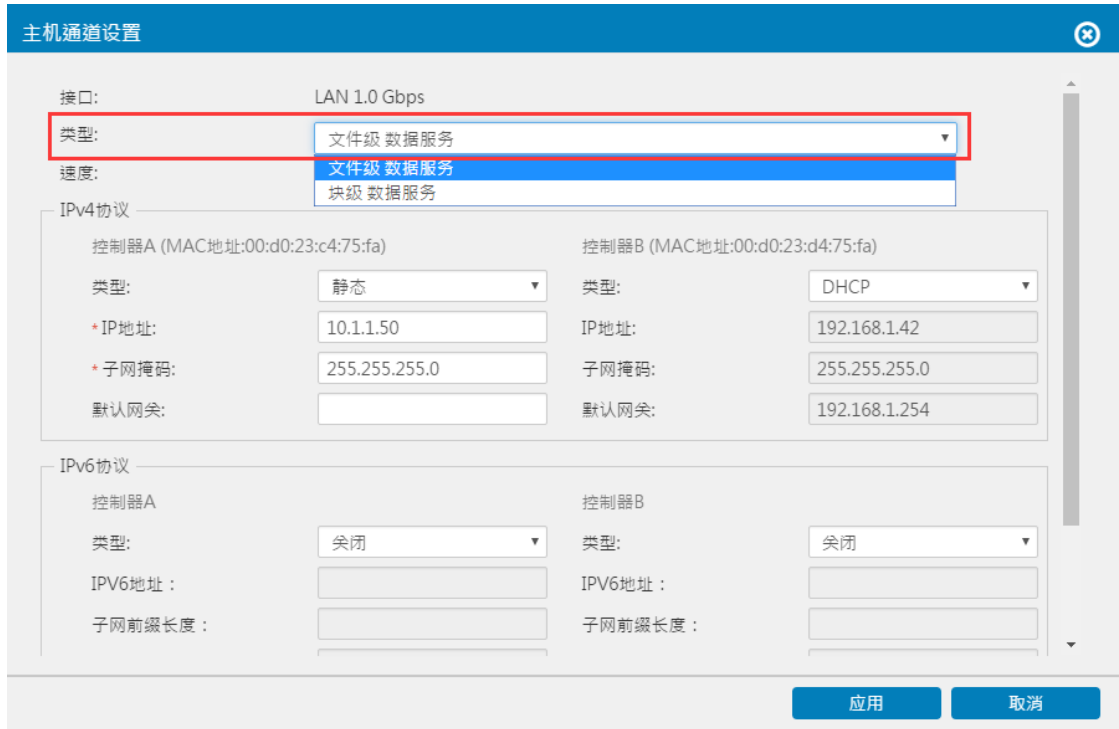 主机通道设置
接口: LAN 1.0 Gbps
类型: 文件级 数据服务
文件级 数据服务
速度:
块级 数据服务
IPv4协议
控制器A (MAC地址:00:d0:23:c4:75:fa) 控制器B (MAC地址:00:d0:23:d4:75:fa)
类型: 静态 类型: DHCP
*IP地址: 10.1.1.50 IP地址: 192.168.1.42
*子网掩码: 255.255.255.0 子网掩码: 255.255.255.0
默认网关: 默认网关: 192.168.1.254
IPv6协议
控制器A 控制器B
类型: 关闭 类型: 关闭
IPV6地址： IPV6地址：
子网前缀长度： 子网前缀长度：
应用 取消